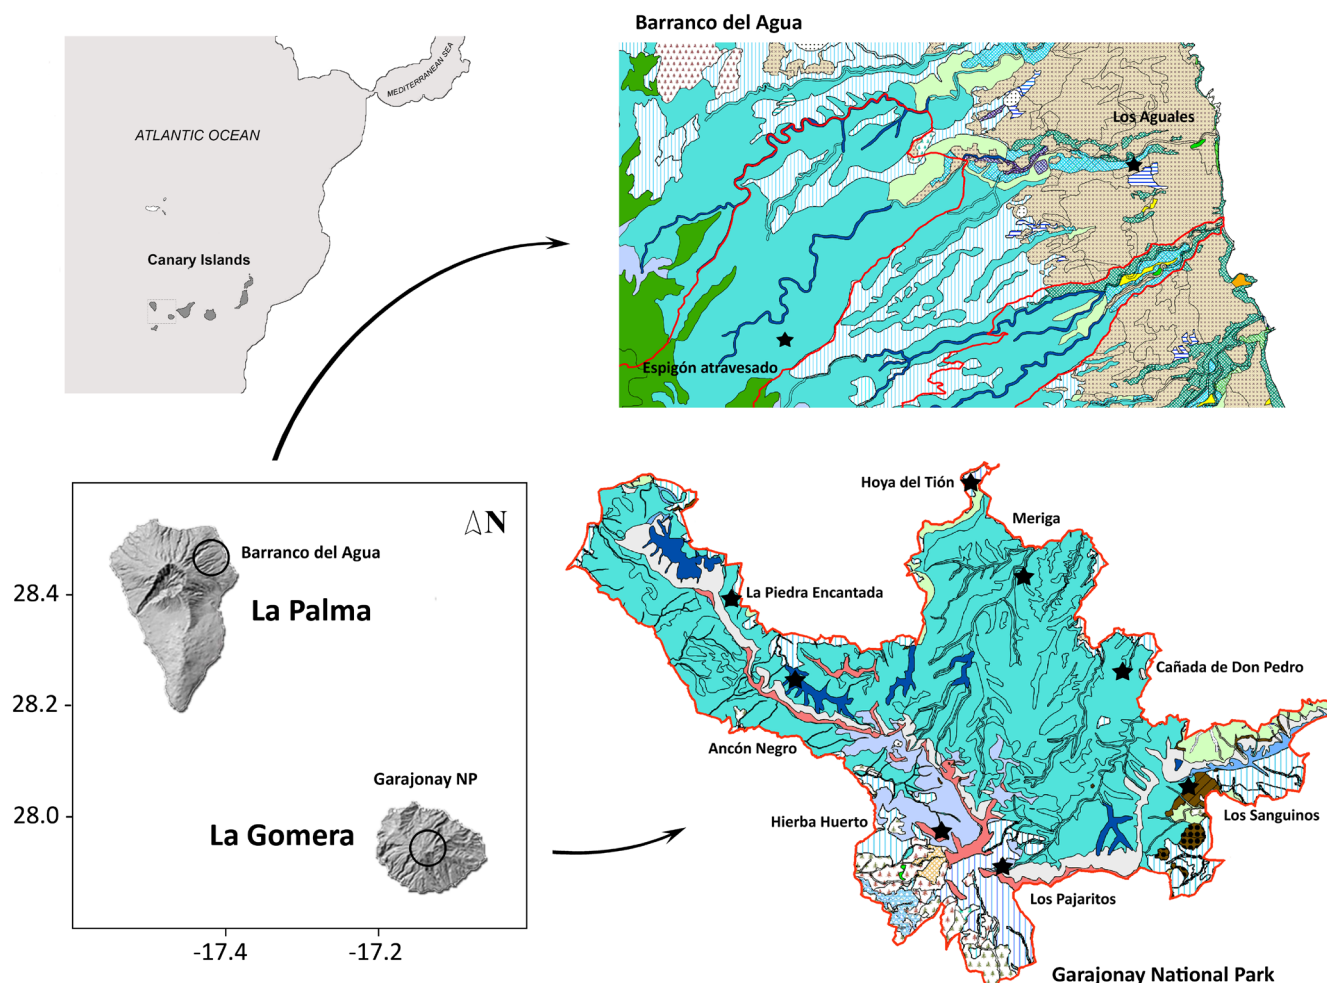 Barranco del Agua
MEDITERRANEAN SEA
ATLANTIC OCEAN
Los Aguales
Canary Islands
Espigón atravesado
N
Barranco del Agua
La Palma
28.4
28.2
28.0
Garajonay NP
La Gomera
-17.4
-17.2
Hoya del Tión
Meriga
La Piedra Encantada
Cañada de Don Pedro
Ancón Negro
Hierba Huerto
Los Sanguinos
Los Pajaritos
Garajonay National Park